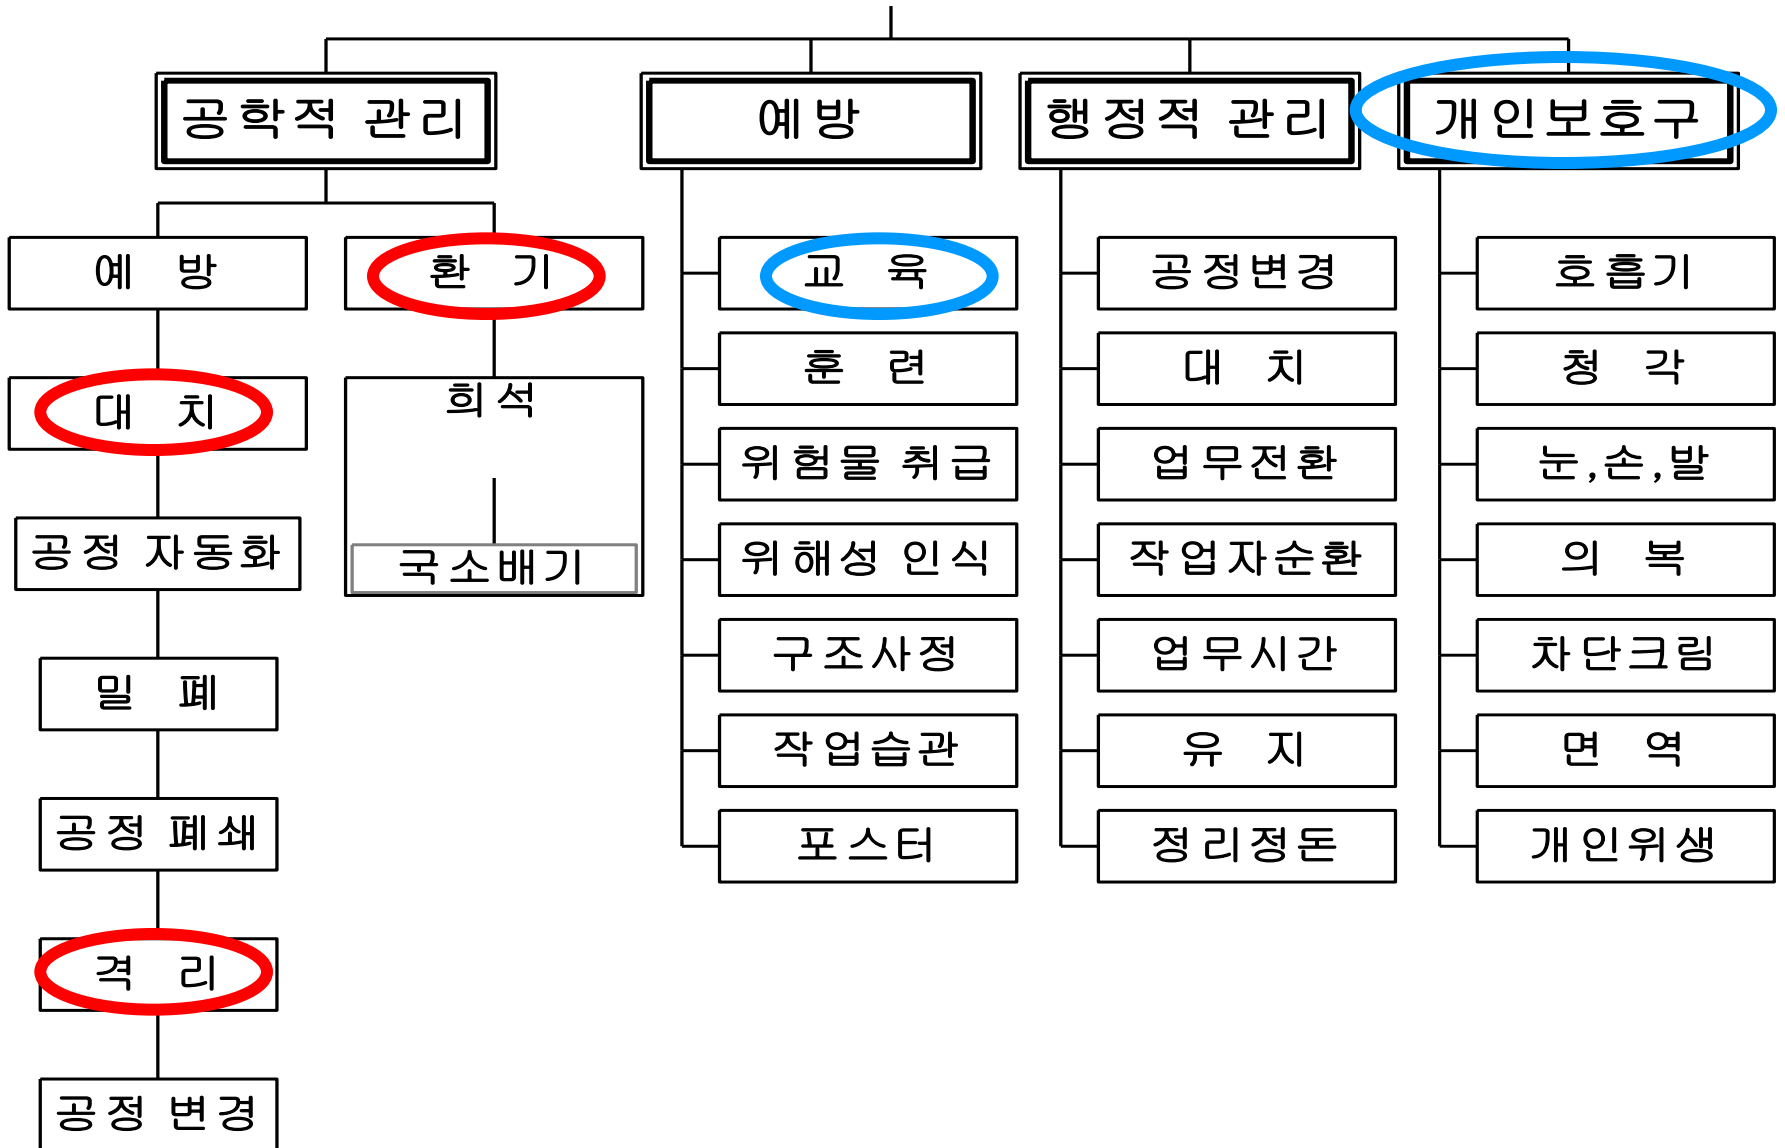 공학적 관리
예방
행정적 관리
개인보호구
예 방
환 기
대 치
희석
국소배기
공정 자동화
밀 폐
공정 폐쇄
격 리
공정 변경
교 육
훈 련
위험물 취급
위해성 인식
구조사정
작업습관
포스터
공정변경
대 치
업무전환
작업자순환
업무시간
유 지
정리정돈
호흡기
청 각
눈,손,발
의 복
차단크림
면 역
개인위생